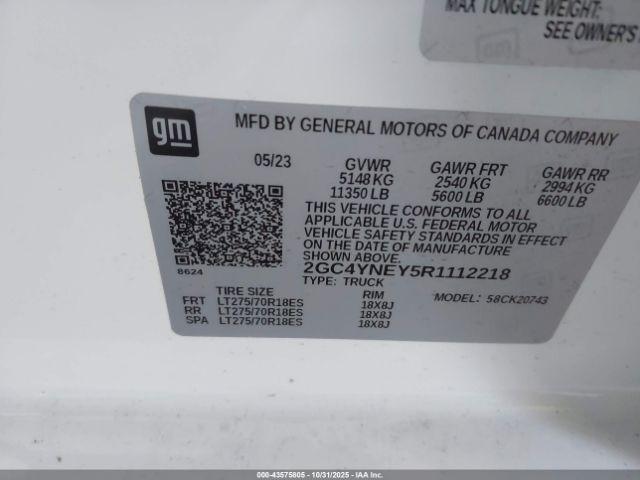 MAX TONGUE WEIGHT:
SEE OWNER'S
gm
MFD BY GENERAL MOTORS OF CANADA COMPANY
05/23 GVWR GAWR FRT GAWR RR
5148 KG 2540 KG 2994 KG
11350 LB 5600 LB 6600 LB
THIS VEHICLE CONFORMS TO ALL
APPLICABLE U.S. FEDERAL MOTOR
VEHICLE SAFETY STANDARDS IN EFFECT
ON THE DATE OF MANUFACTURE
SHOWN ABOVE.
8624 2GC4YNEY5R1112218
TYPE: TRUCK
TIRE SIZE RIM MODEL: 58CK20743
FRT LT275/70R18ES 18X8J
RR LT275/70R18ES 18X8J
SPA LT275/70R18ES 18X8J
000-43575805 - 10/31/2025 - IAA, Inc.